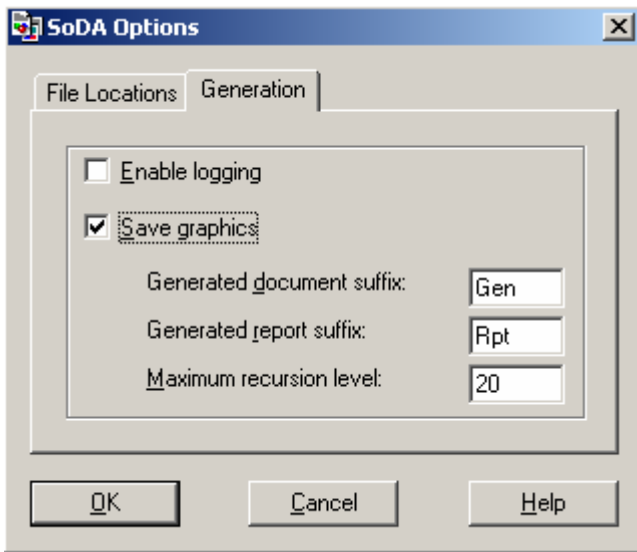 SoDA Options
File Locations Generation
Enable logging
Save graphics
Generated document suffix: Gen
Generated report suffix: Rpt
Maximum recursion level: 20
OK Cancel Help